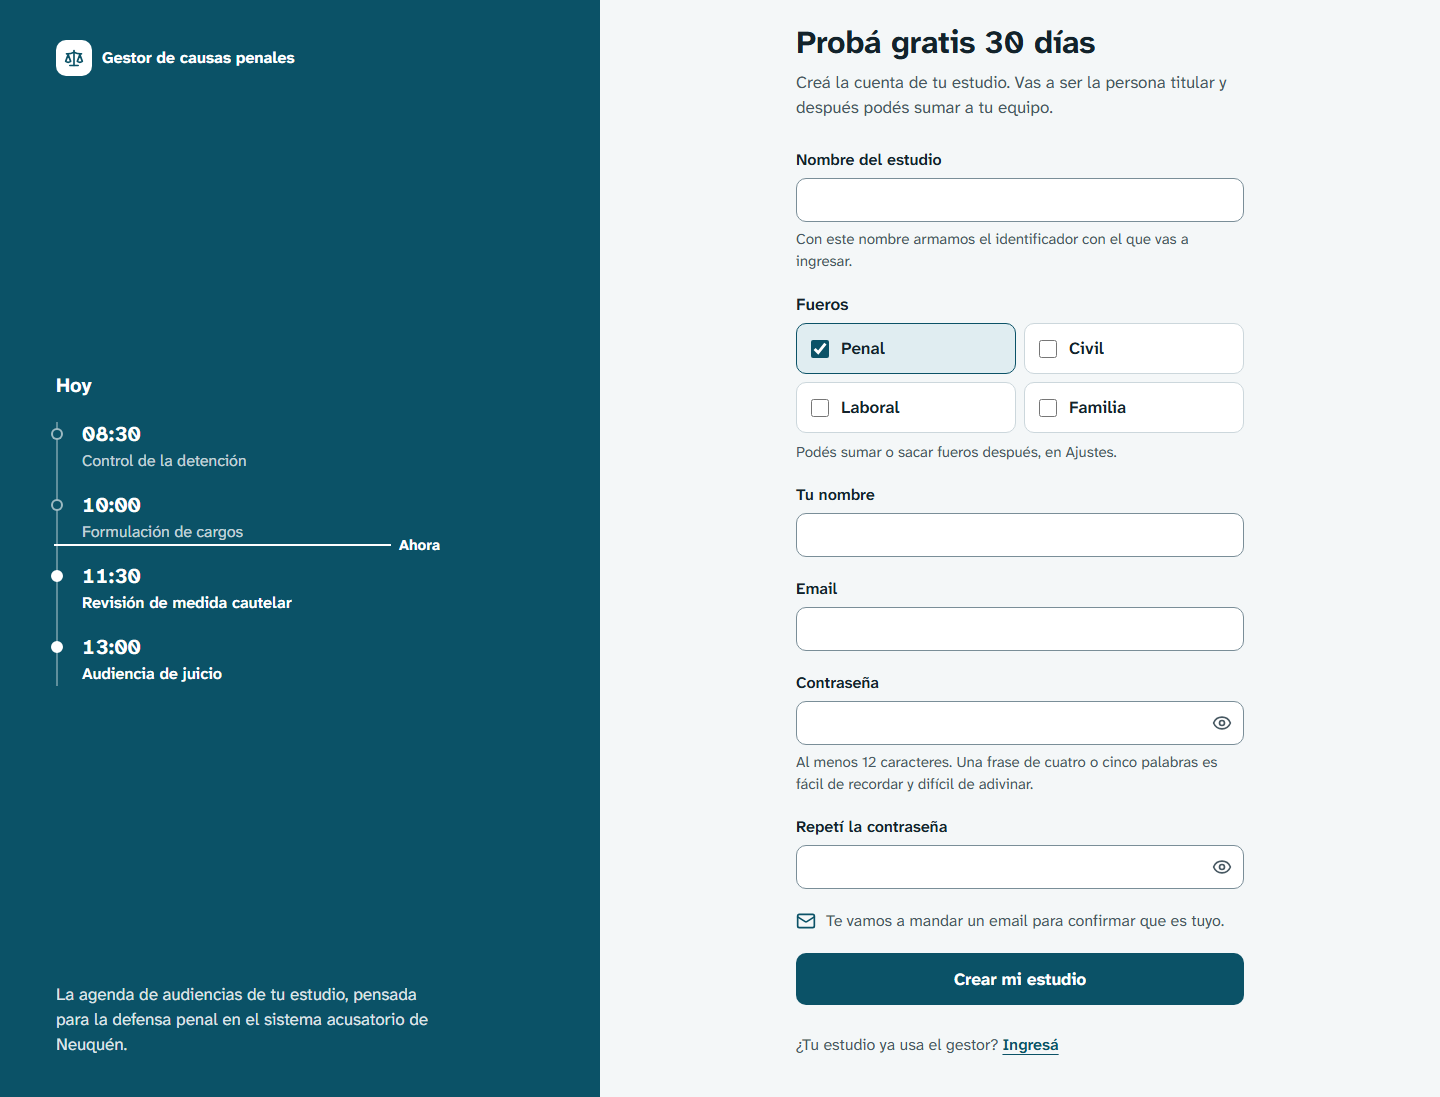 Gestor de causas penales
Hoy
08:30
Control de la detención
10:00
Formulación de cargos
Ahora
11:30
Revisión de medida cautelar
13:00
Audiencia de juicio
La agenda de audiencias de tu estudio, pensada
para la defensa penal en el sistema acusatorio de
Neuquén.
Probá gratis 30 días
Creá la cuenta de tu estudio. Vas a ser la persona titular y
después podés sumar a tu equipo.
Nombre del estudio
Con este nombre armamos el identificador con el que vas a
ingresar.
Fueros
Penal
Civil
Laboral
Familia
Podés sumar o sacar fueros después, en Ajustes.
Tu nombre
Email
Contraseña
Al menos 12 caracteres. Una frase de cuatro o cinco palabras es
fácil de recordar y difícil de adivinar.
Repetí la contraseña
Te vamos a mandar un email para confirmar que es tuyo.
Crear mi estudio
¿Tu estudio ya usa el gestor? Ingresá